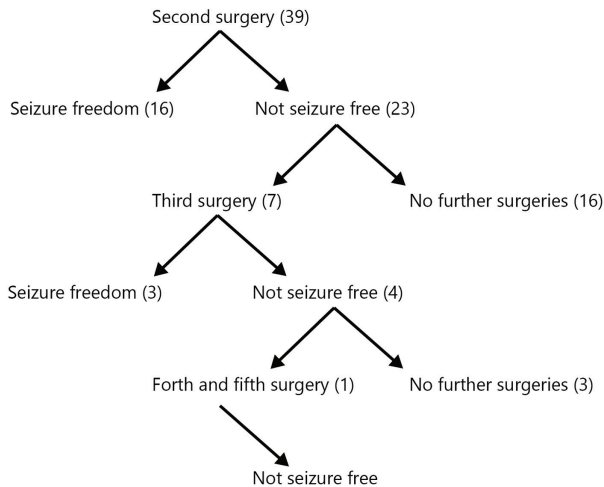 Second surgery (39)
Seizure freedom (16)
Not seizure free (23)
Third surgery (7)
No further surgeries (16)
Seizure freedom (3)
Not seizure free (4)
Forth and fifth surgery (1)
No further surgeries (3)
Not seizure free